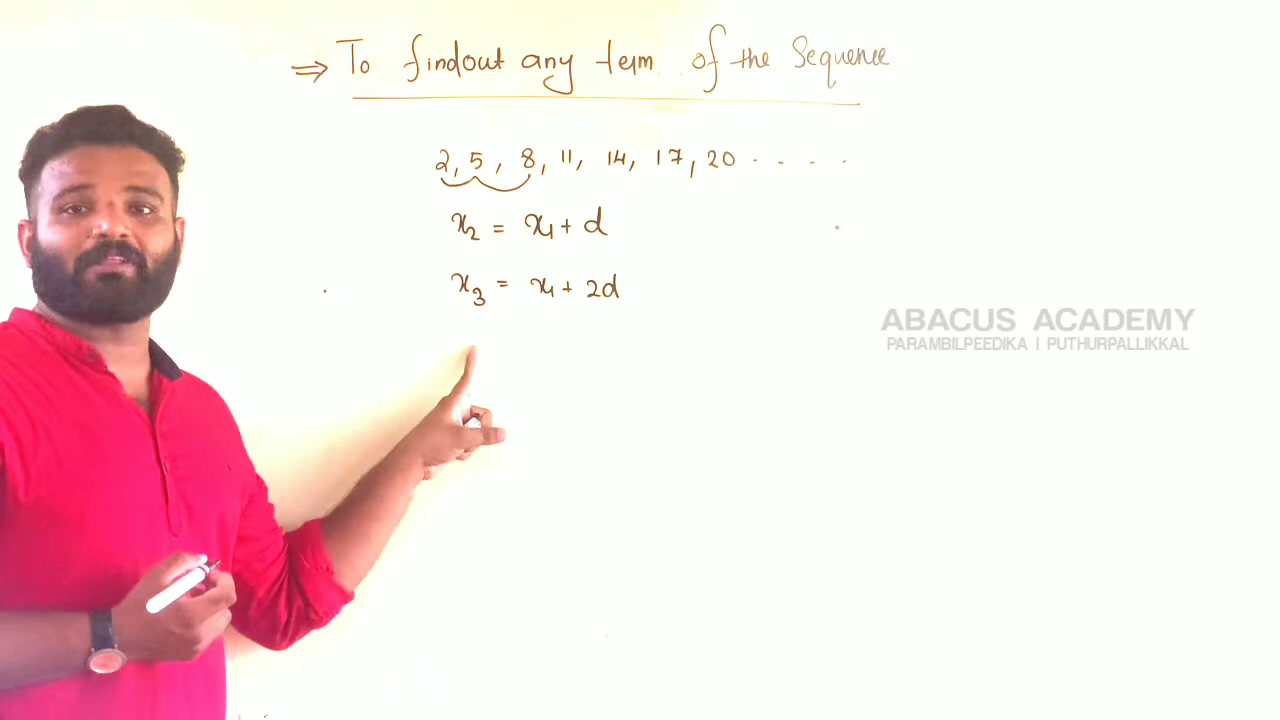 ⇒ To findout any term of the Sequence
2, 5, 8, 11, 14, 17, 20 . . . .
x₂ = x₁ + d
x₃ = x₁ + 2d
ABACUS ACADEMY
PARAMBILPEEDIKA I PUTHURPALLIKKAL